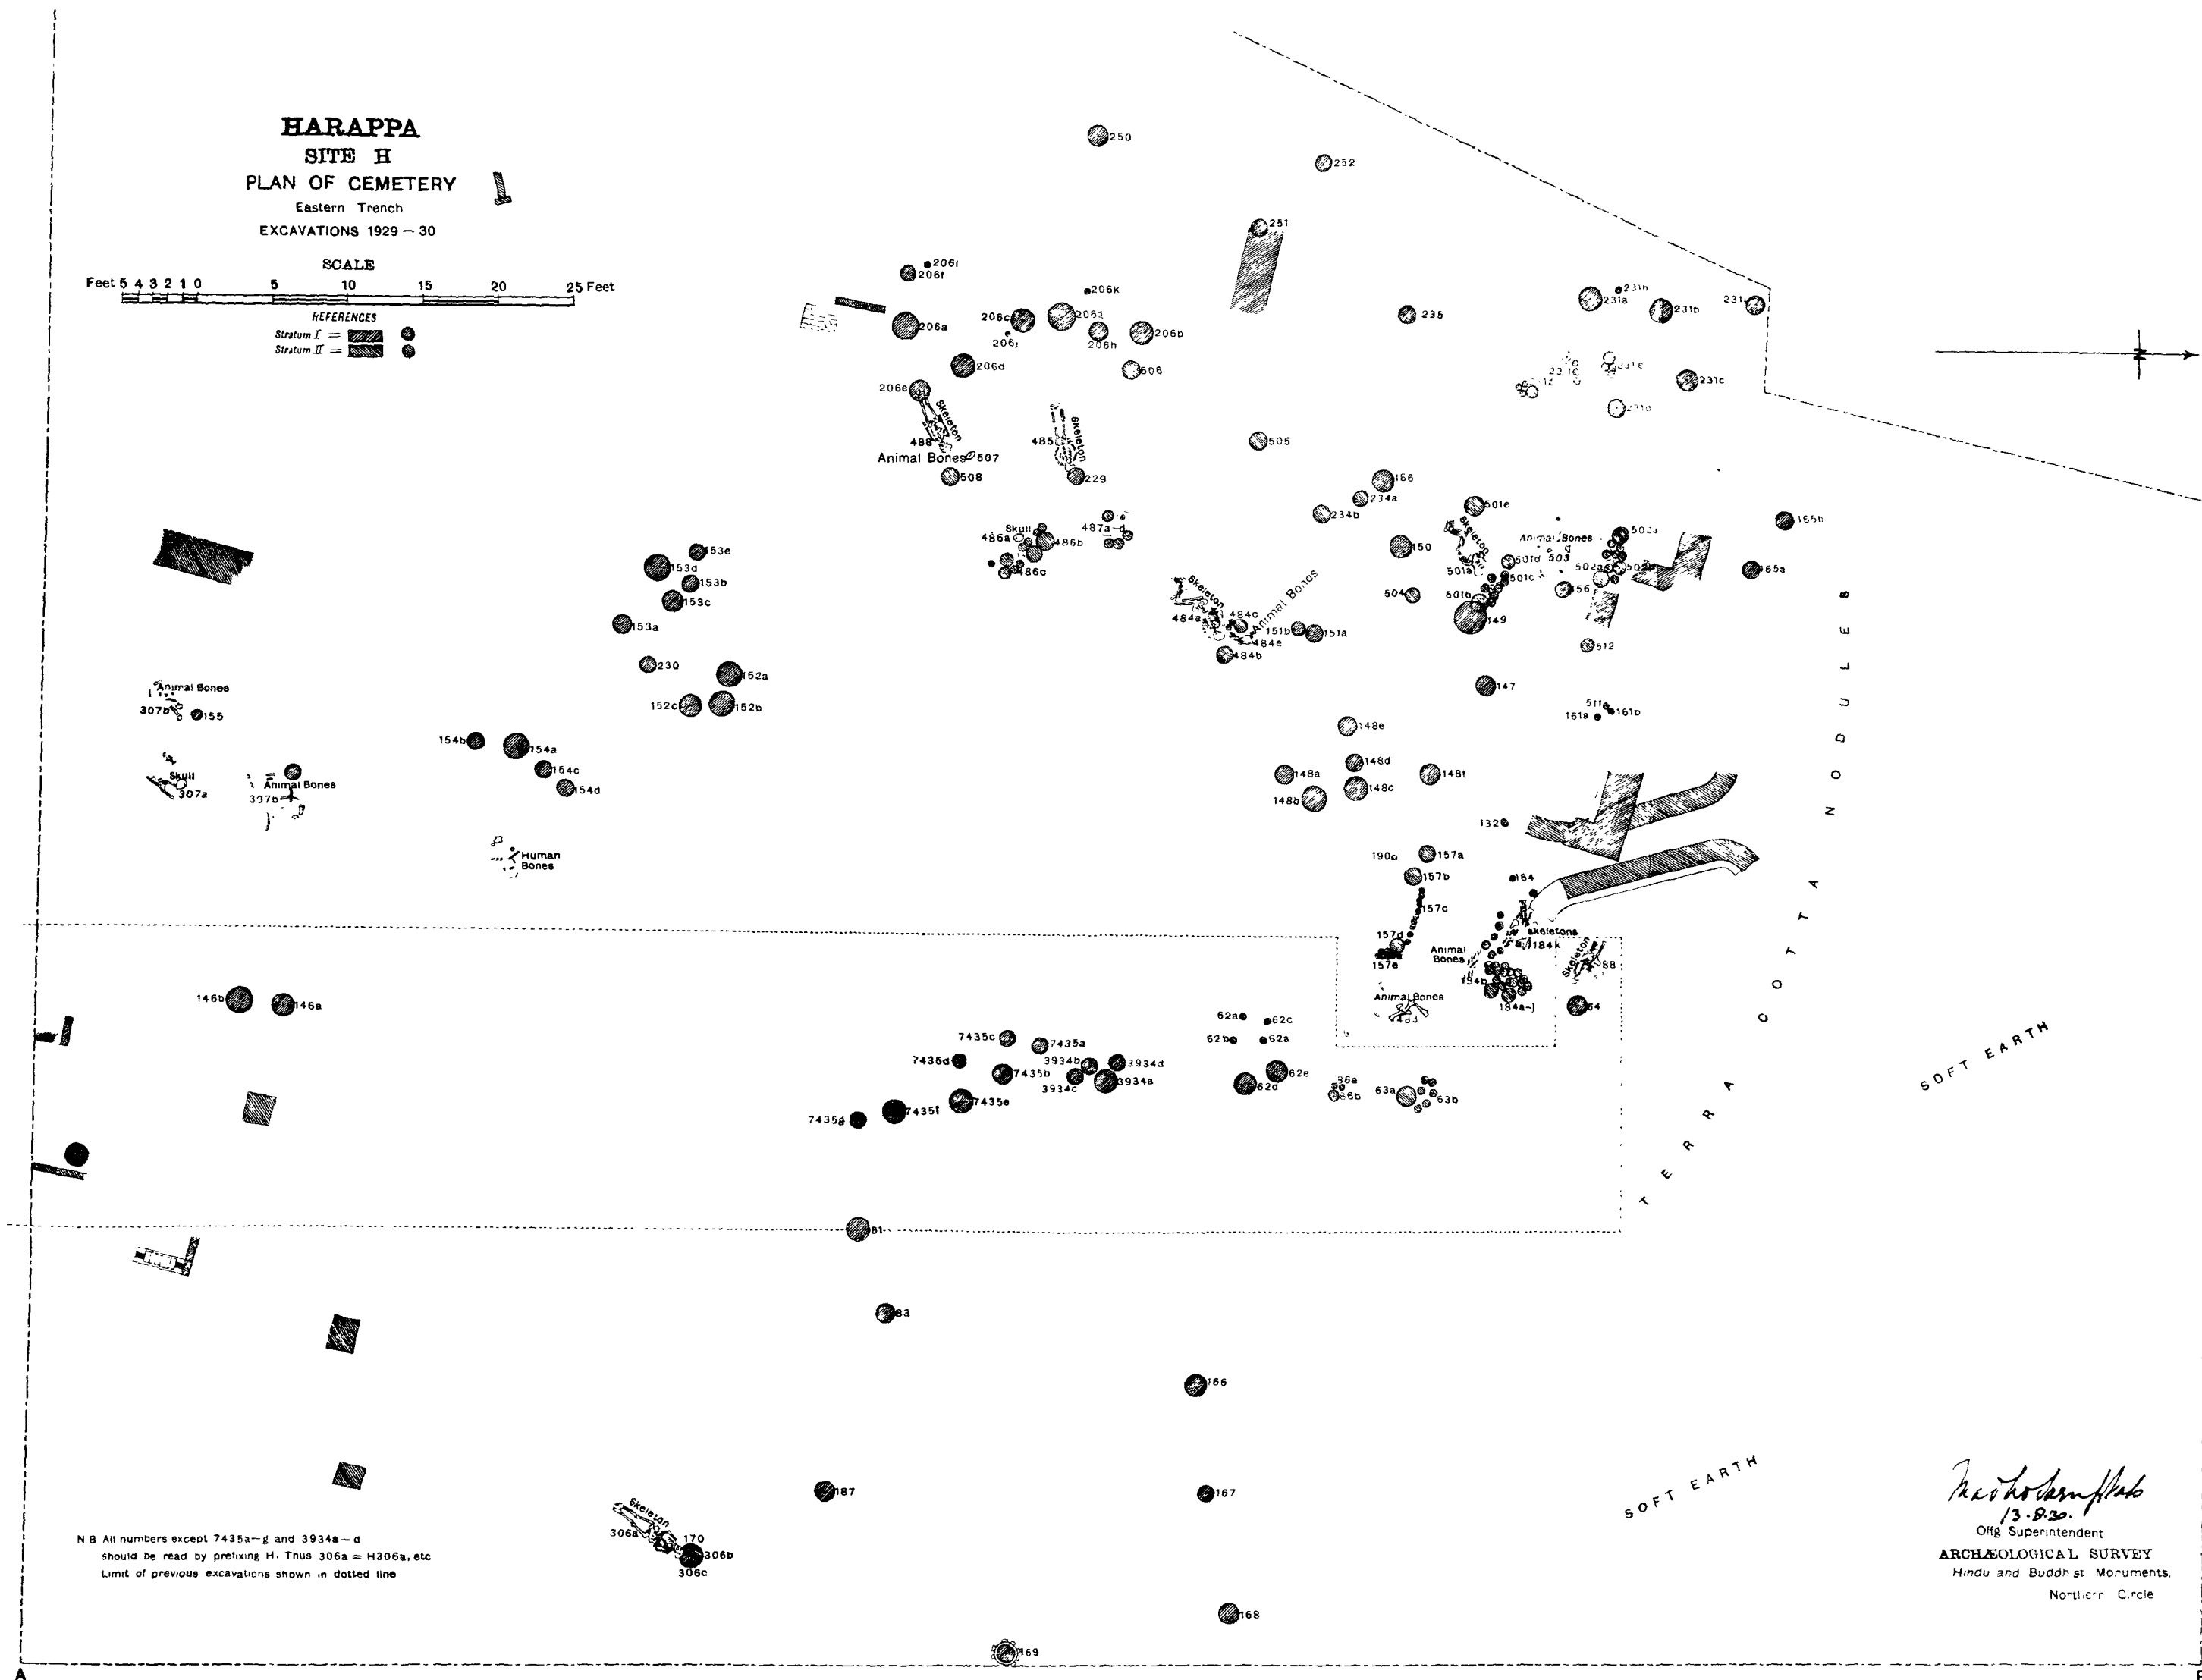 HARAPPA
SITE H
PLAN OF CEMETERY
Eastern Trench
EXCAVATIONS 1929 – 30
SCALE
Feet 5 4 3 2 1 0 5 10 15 20 25 Feet
REFERENCES
Stratum I =
Stratum II =
250
252
251
206i
206f
206k
206a
206c
206j
206h
206b
206d
206e
506
235
231h
231a
231b
231c
Skeleton
488
Animal Bones 507
508
485
Skeleton
229
505
166
234a
234b
150
504
501e
Skeleton
501a
501d
501c
501b
149
Animal Bones
503
156
512
165b
165a
Skull
486a
486b
486c
487a-d
Skeleton
484a
484c
484e
484b
Animal Bones
151b
151a
153e
153d
153b
153c
153a
230
152a
152c
152b
147
511
161a
161b
148e
148d
148a
148f
148c
148b
132
Animal Bones
307b
155
Skull
307a
Animal Bones
307b
154b
154a
154c
154d
Human
Bones
157a
157b
157c
157d
157e
164
skeletons
184k
Animal
Bones
184a-j
Skeleton
88
Animal Bones
146b
146a
7435c
7435a
7435d
7435b
7435e
7435f
7435g
3934b
3934d
3934c
3934a
62a
62c
62b
62a
62e
62d
86a
86b
63a
63b
61
83
166
187
167
Skeleton
306a
170
306b
306c
168
169
TERRA COTTA NODULES
SOFT EARTH
SOFT EARTH
N
N B All numbers except 7435a–g and 3934a–d
should be read by prefixing H. Thus 306a = H306a, etc
Limit of previous excavations shown in dotted line
13.8.30.
Offg Superintendent
ARCHÆOLOGICAL SURVEY
Hindu and Buddhist Monuments.
Northern Circle
A